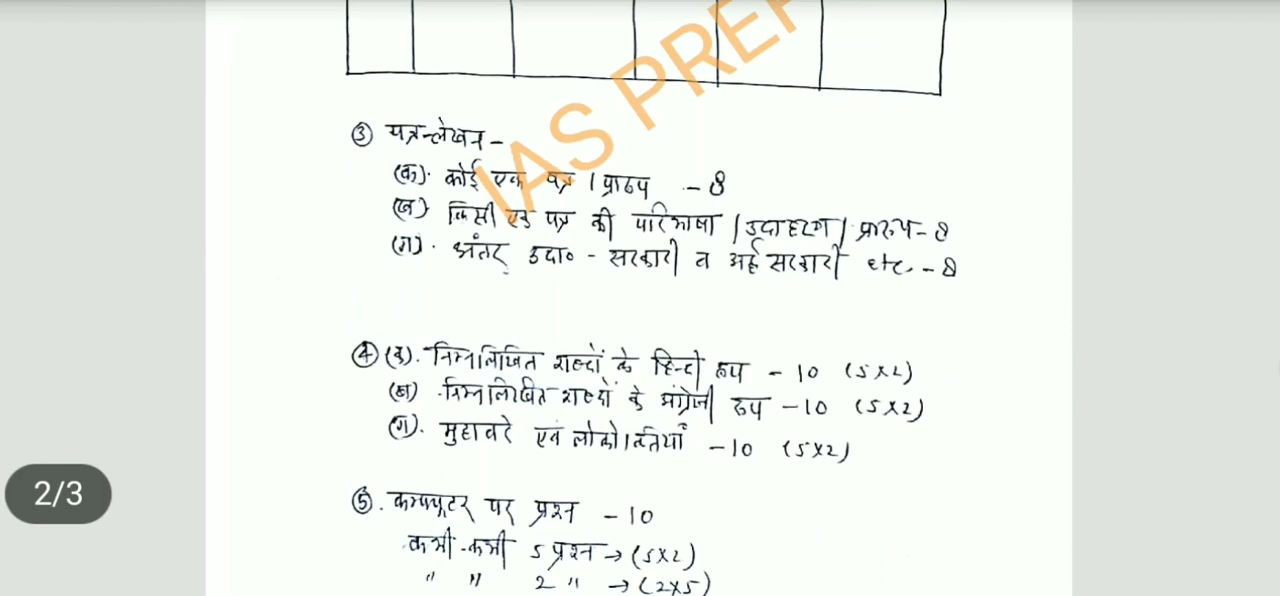 IAS PREP
③ पत्र-लेखन -
(क). कोई एक पत्र / प्रारूप - 8
(ख) किसी एक पत्र की परिभाषा / उदाहरण / प्रारूप - 8
(ग). अंतर उदा० - सरकारी व अर्द्ध सरकारी etc. - 8
④ (क). निम्नलिखित शब्दों के हिन्दी रूप - 10 (5x2)
(ख) . निम्नलिखित शब्दों के अंग्रेजी रूप - 10 (5x2)
(ग). मुहावरे एवं लोकोक्तियाँ - 10 (5x2)
2/3
⑤. कम्प्यूटर पर प्रश्न - 10
कभी-कभी 5 प्रश्न → (5x2)
" " 2 " → (2x5)